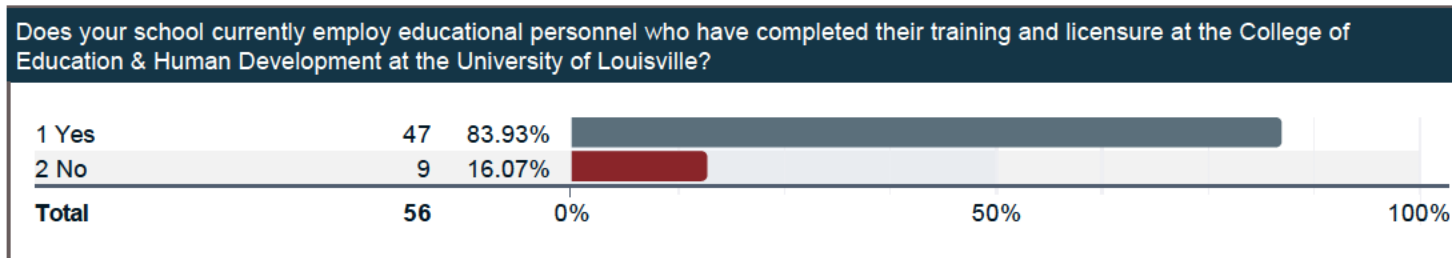 Does your school currently employ educational personnel who have completed their training and licensure at the College of
Education & Human Development at the University of Louisville?
1 Yes 47 83.93%
2 No 9 16.07%
Total 56 0% 50% 100%